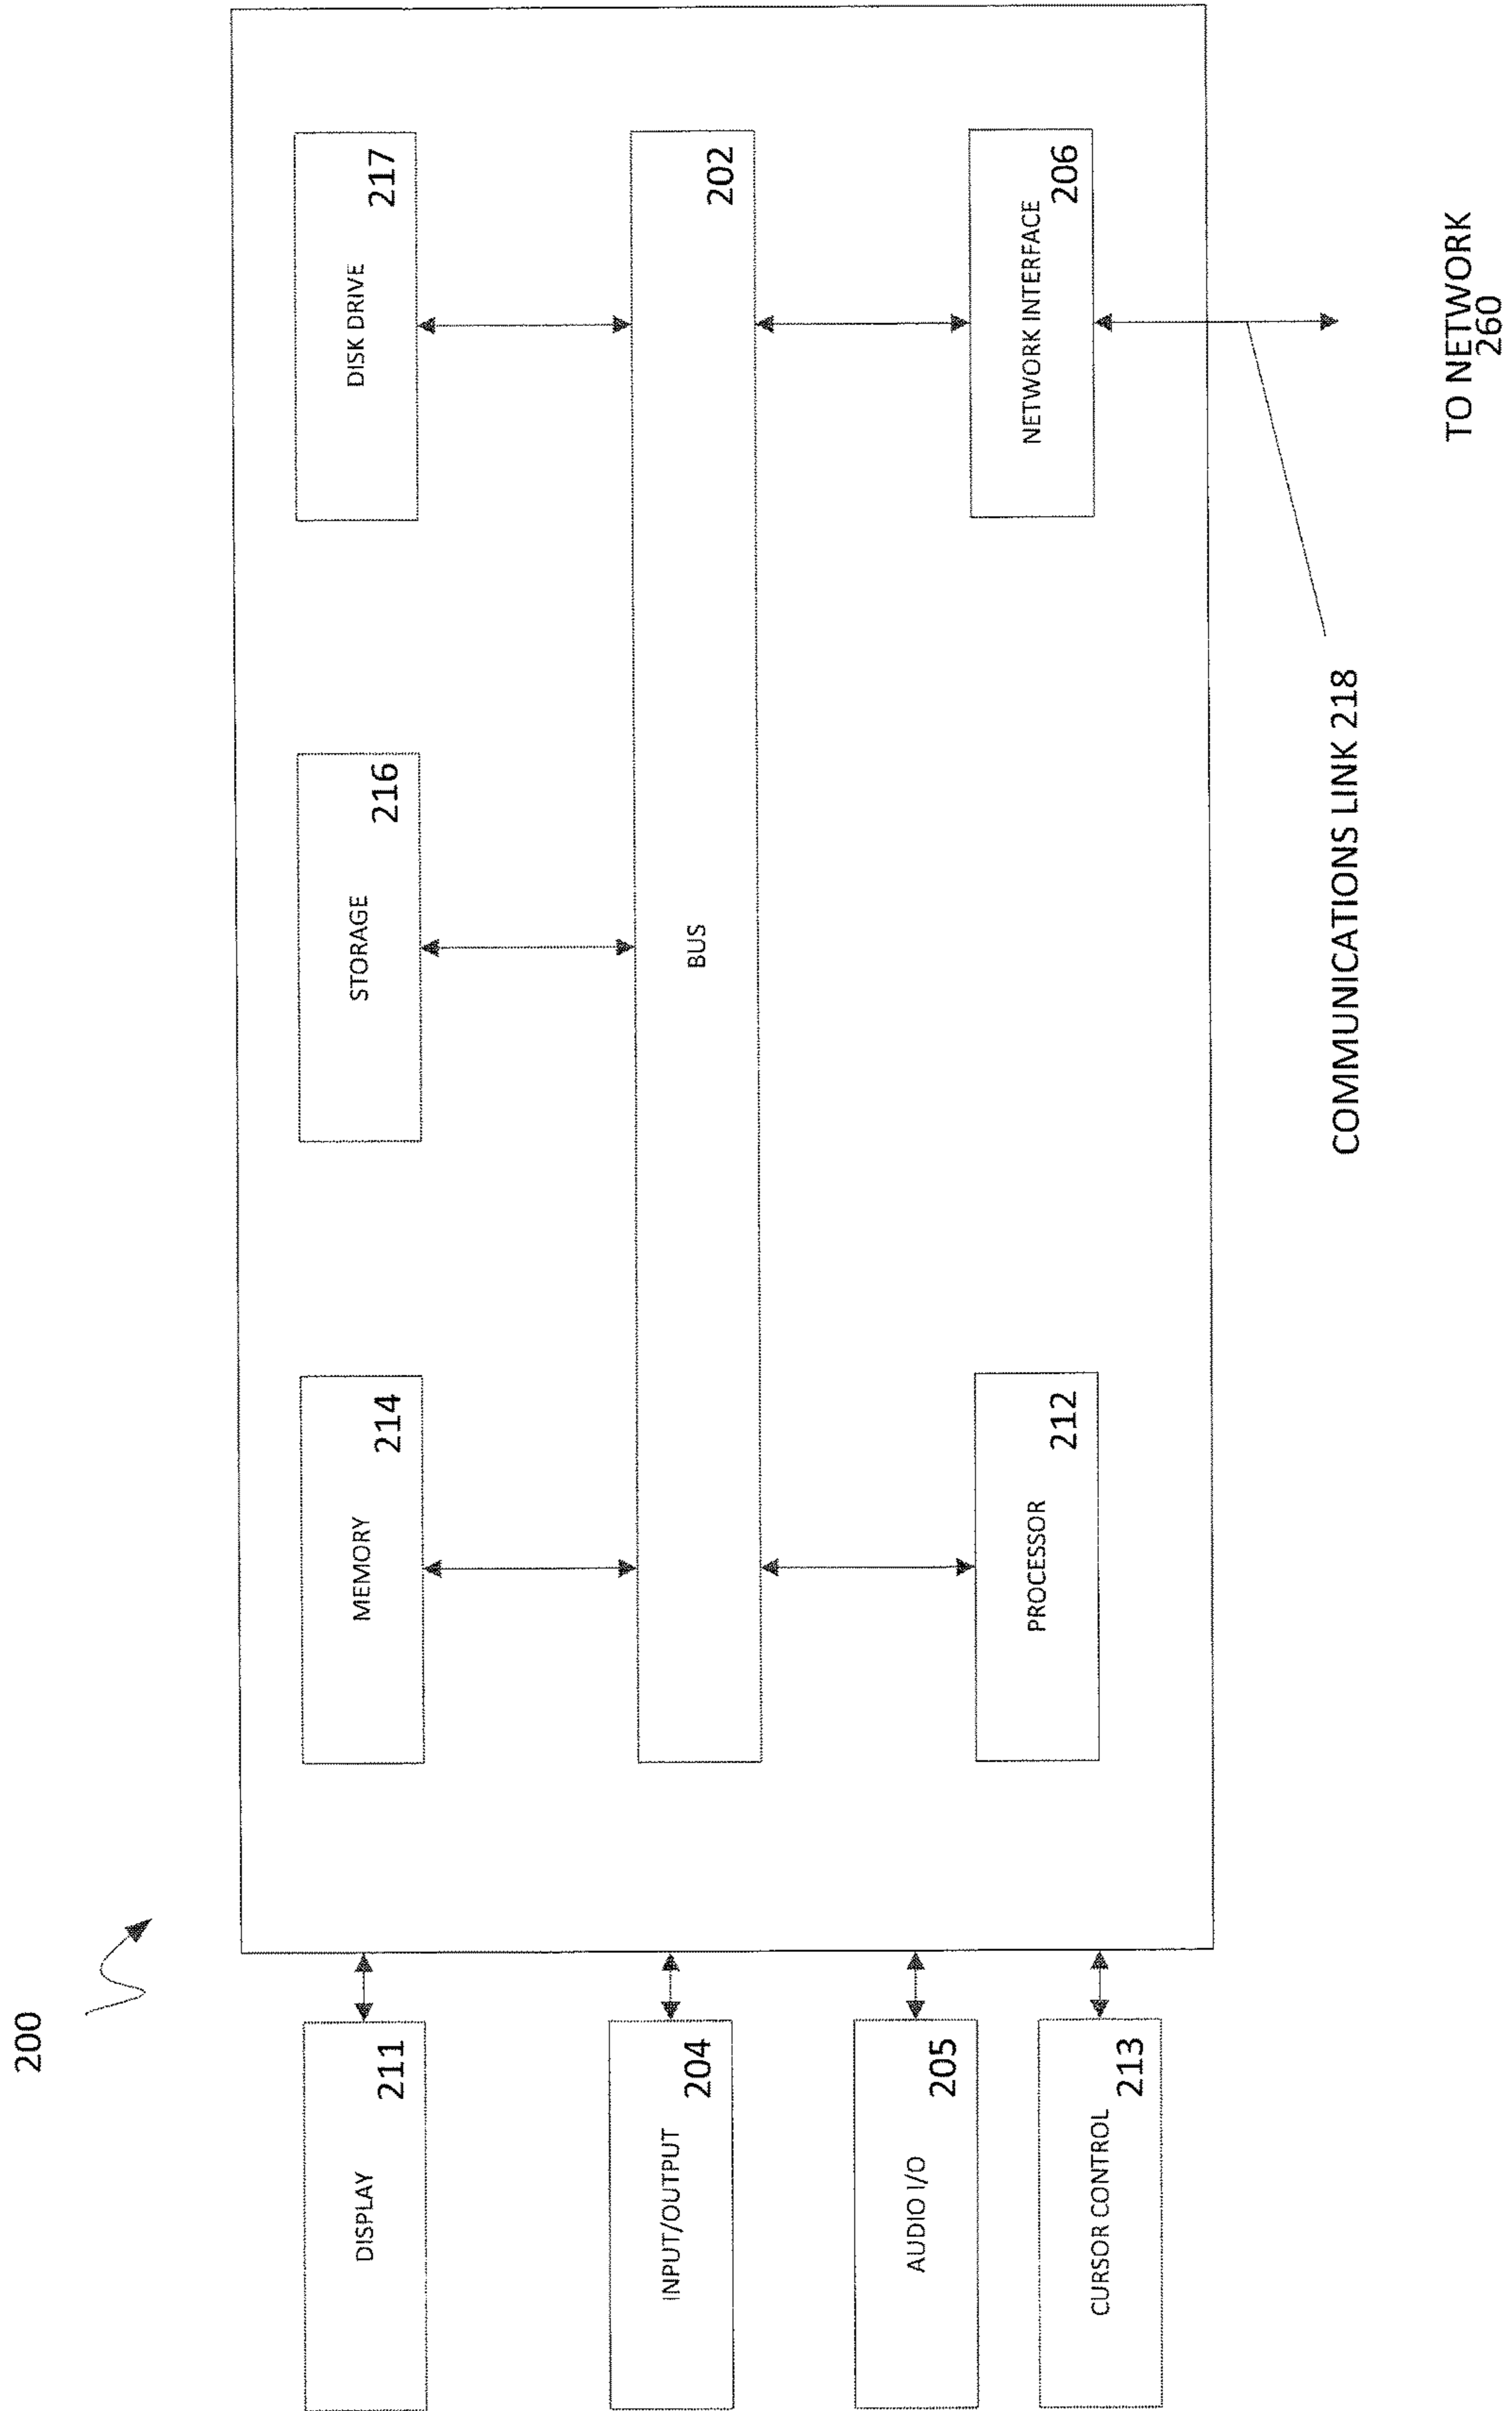 200
DISPLAY
211
MEMORY
214
STORAGE
216
DISK DRIVE
217
INPUT/OUTPUT
204
BUS
202
AUDIO I/O
205
CURSOR CONTROL
213
PROCESSOR
212
NETWORK INTERFACE
206
COMMUNICATIONS LINK 218
TO NETWORK
260